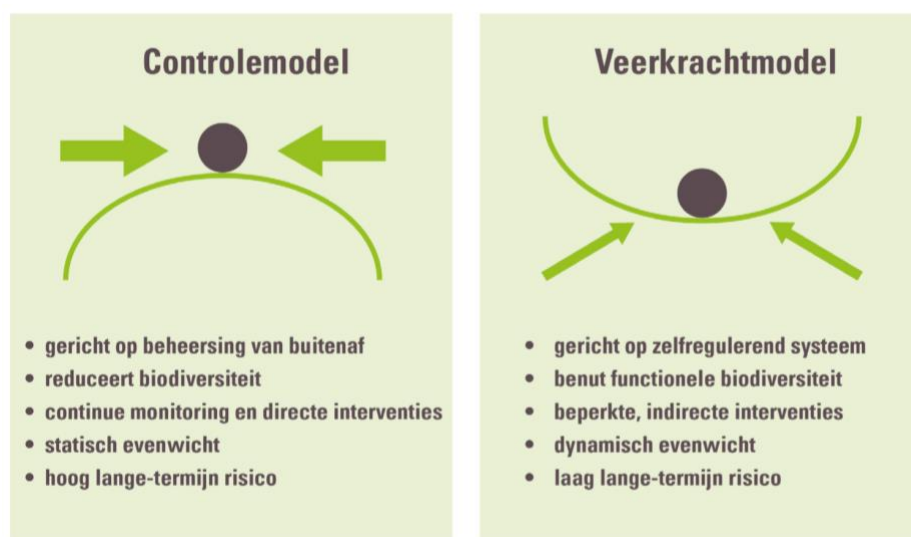 Controlemodel
• gericht op beheersing van buitenaf
• reduceert biodiversiteit
• continue monitoring en directe interventies
• statisch evenwicht
• hoog lange-termijn risico
Veerkrachtmodel
• gericht op zelfregulerend systeem
• benut functionele biodiversiteit
• beperkte, indirecte interventies
• dynamisch evenwicht
• laag lange-termijn risico